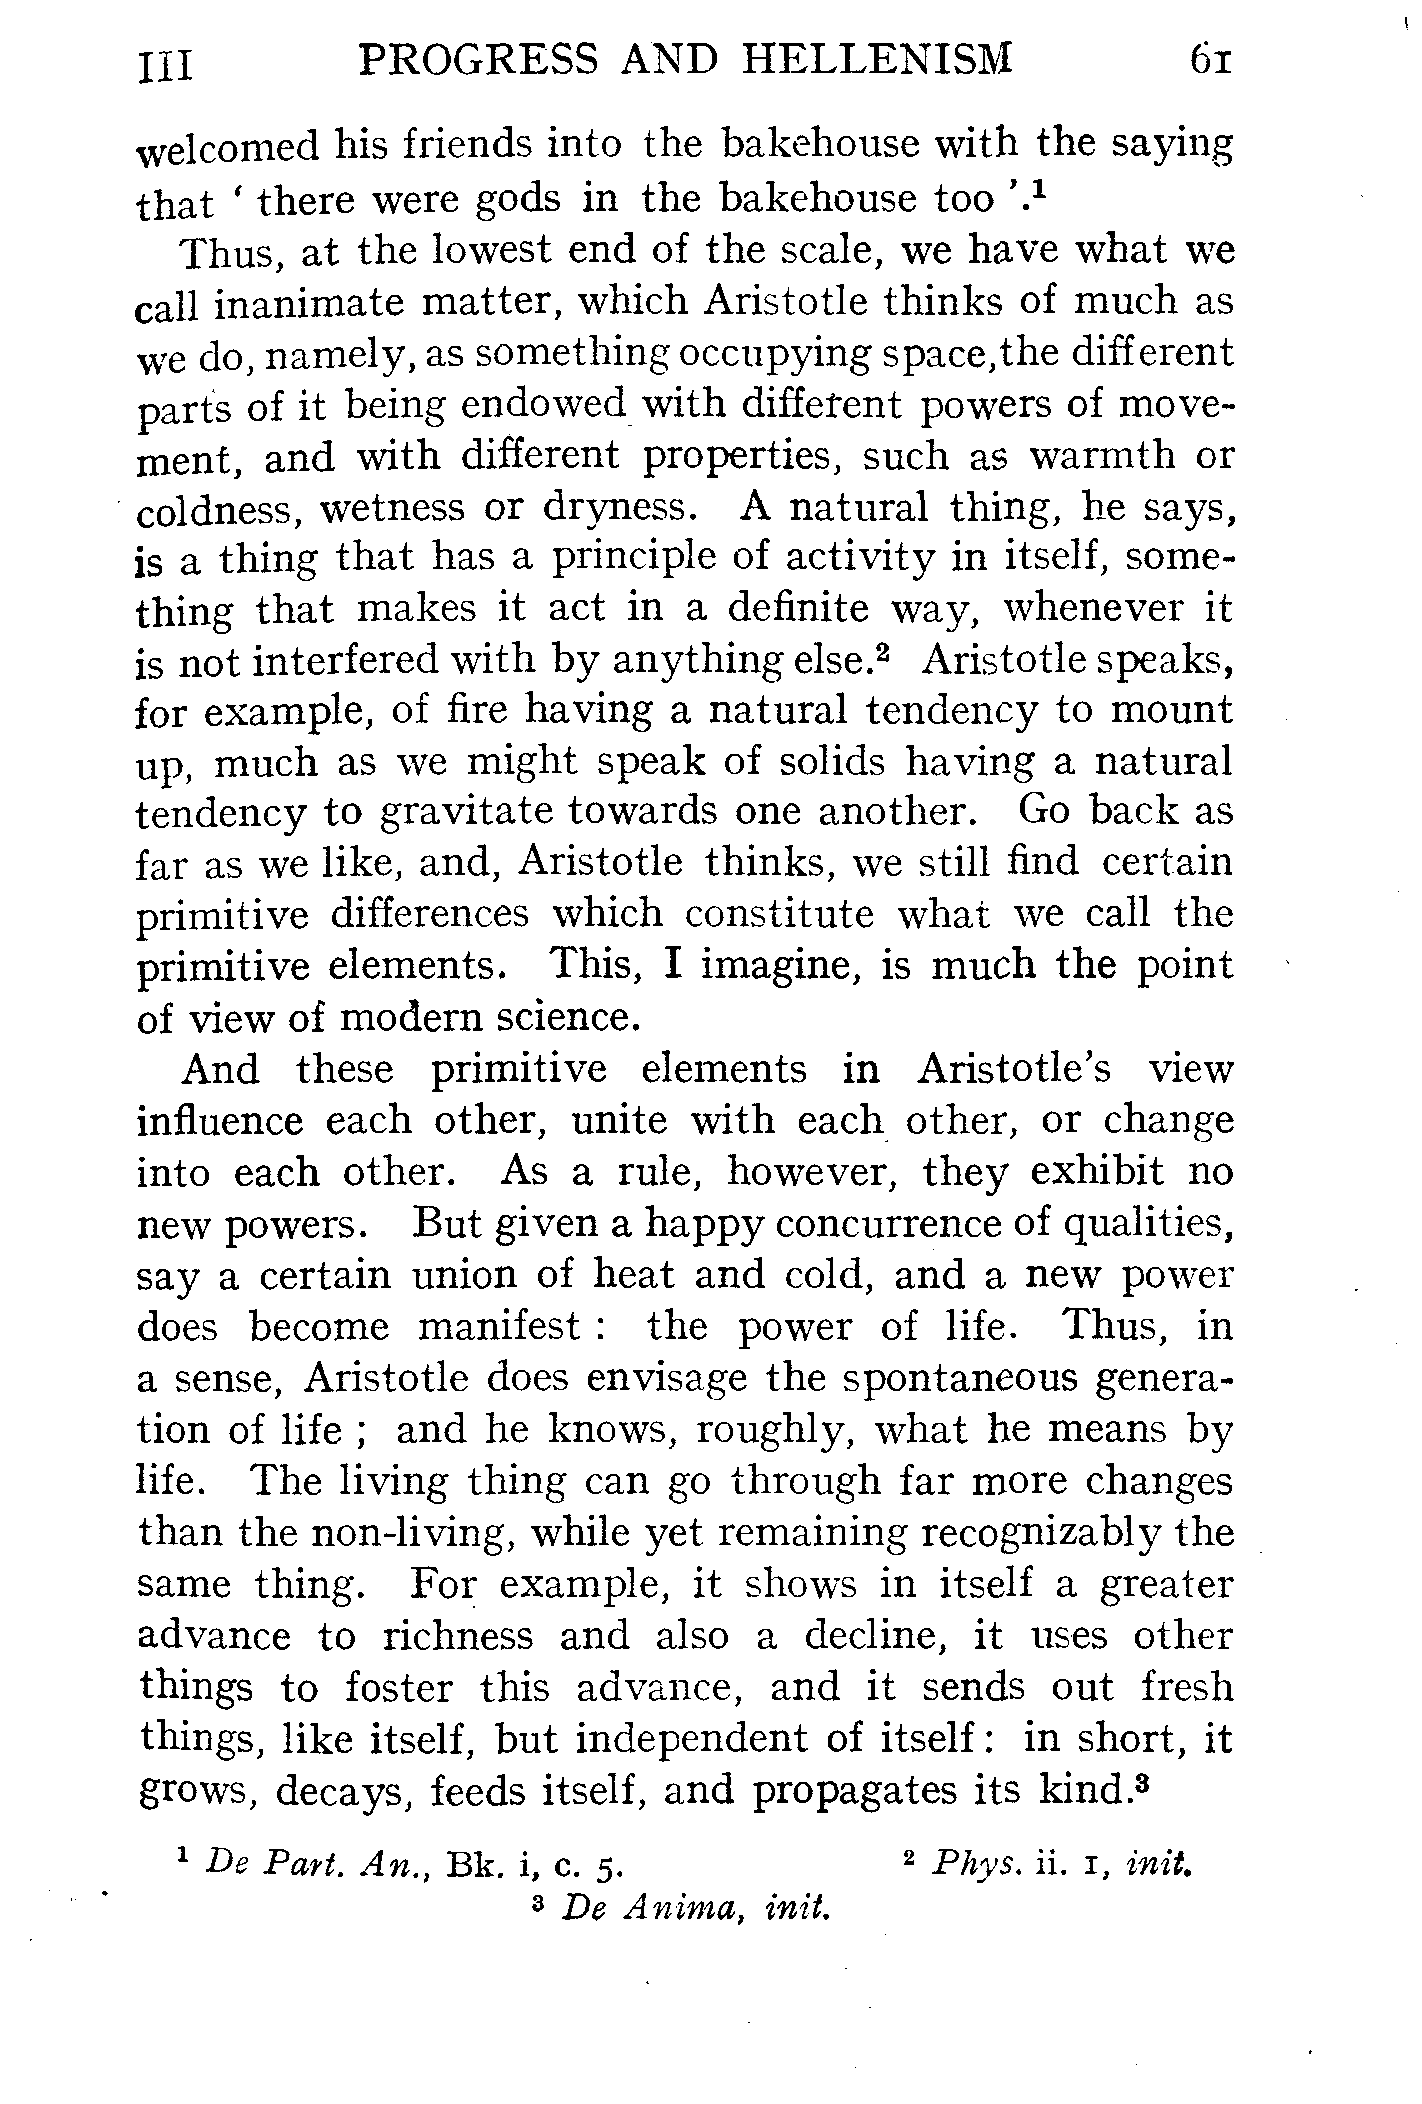 III PROGRESS AND HELLENISM 61
welcomed his friends into the bakehouse with the saying
that ‘ there were gods in the bakehouse too ’.¹
Thus, at the lowest end of the scale, we have what we
call inanimate matter, which Aristotle thinks of much as
we do, namely, as something occupying space,the different
parts of it being endowed with different powers of move-
ment, and with different properties, such as warmth or
coldness, wetness or dryness. A natural thing, he says,
is a thing that has a principle of activity in itself, some-
thing that makes it act in a definite way, whenever it
is not interfered with by anything else.² Aristotle speaks,
for example, of fire having a natural tendency to mount
up, much as we might speak of solids having a natural
tendency to gravitate towards one another. Go back as
far as we like, and, Aristotle thinks, we still find certain
primitive differences which constitute what we call the
primitive elements. This, I imagine, is much the point
of view of modern science.
And these primitive elements in Aristotle's view
influence each other, unite with each other, or change
into each other. As a rule, however, they exhibit no
new powers. But given a happy concurrence of qualities,
say a certain union of heat and cold, and a new power
does become manifest : the power of life. Thus, in
a sense, Aristotle does envisage the spontaneous genera-
tion of life ; and he knows, roughly, what he means by
life. The living thing can go through far more changes
than the non-living, while yet remaining recognizably the
same thing. For example, it shows in itself a greater
advance to richness and also a decline, it uses other
things to foster this advance, and it sends out fresh
things, like itself, but independent of itself : in short, it
grows, decays, feeds itself, and propagates its kind.³
¹ De Part. An., Bk. i, c. 5. ² Phys. ii. 1, init.
³ De Anima, init.